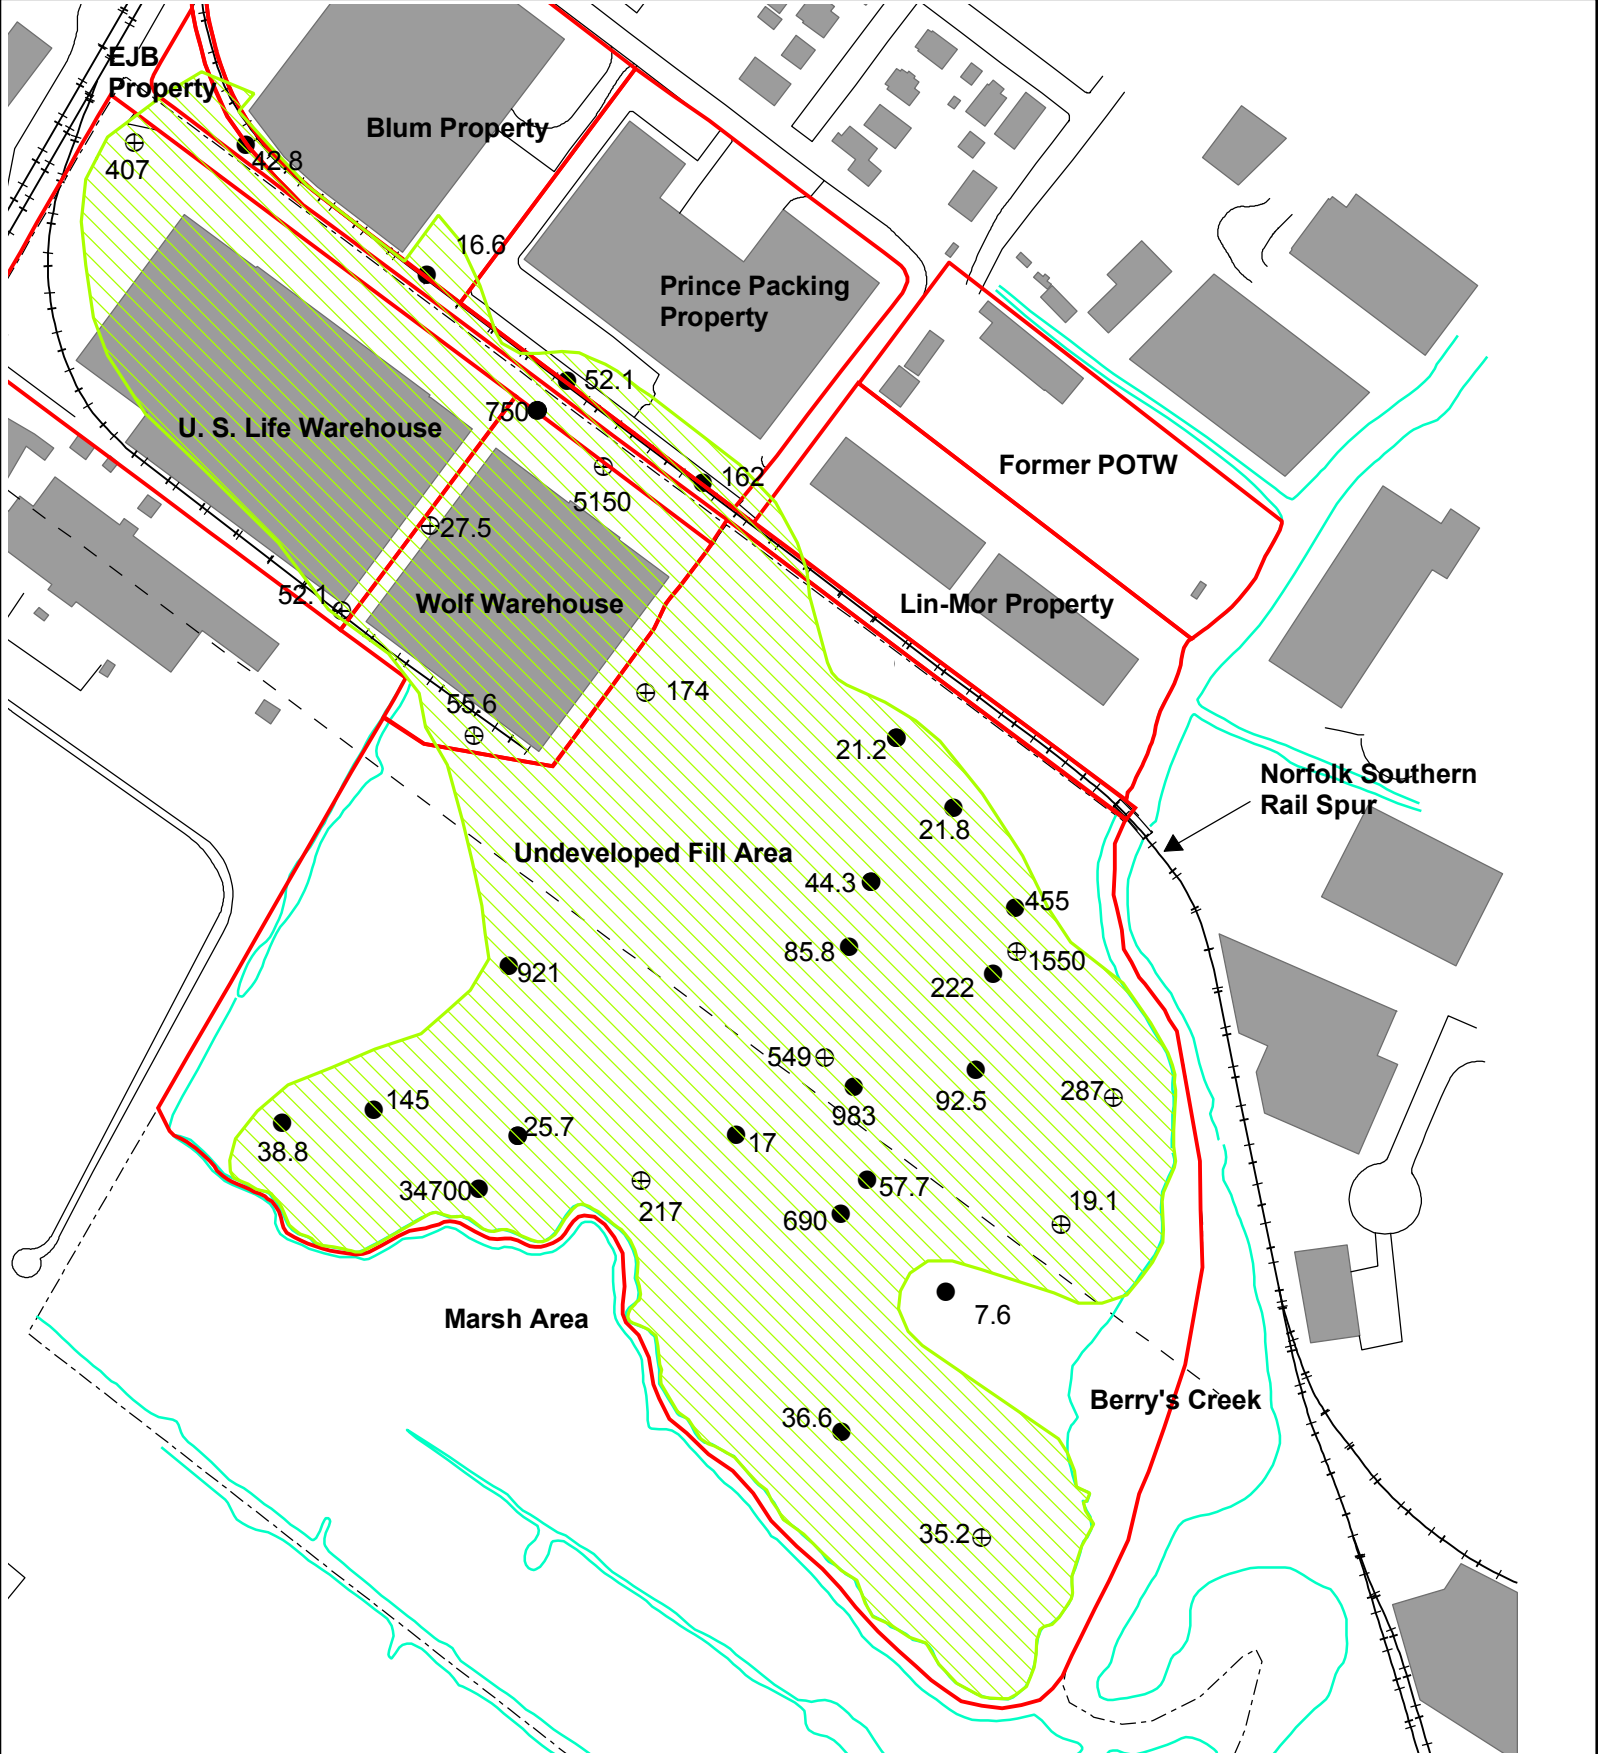 EJB
Property
Blum Property
407
42.8
16.6
Prince Packing
Property
52.1
750
U. S. Life Warehouse
Former POTW
162
5150
27.5
52.1
Wolf Warehouse
Lin-Mor Property
174
55.6
21.2
Norfolk Southern
Rail Spur
21.8
Undeveloped Fill Area
44.3
455
85.8
1550
921
222
549
287
145
92.5
983
25.7
17
38.8
34700
57.7
19.1
217
690
Marsh Area
7.6
Berry's Creek
36.6
35.2